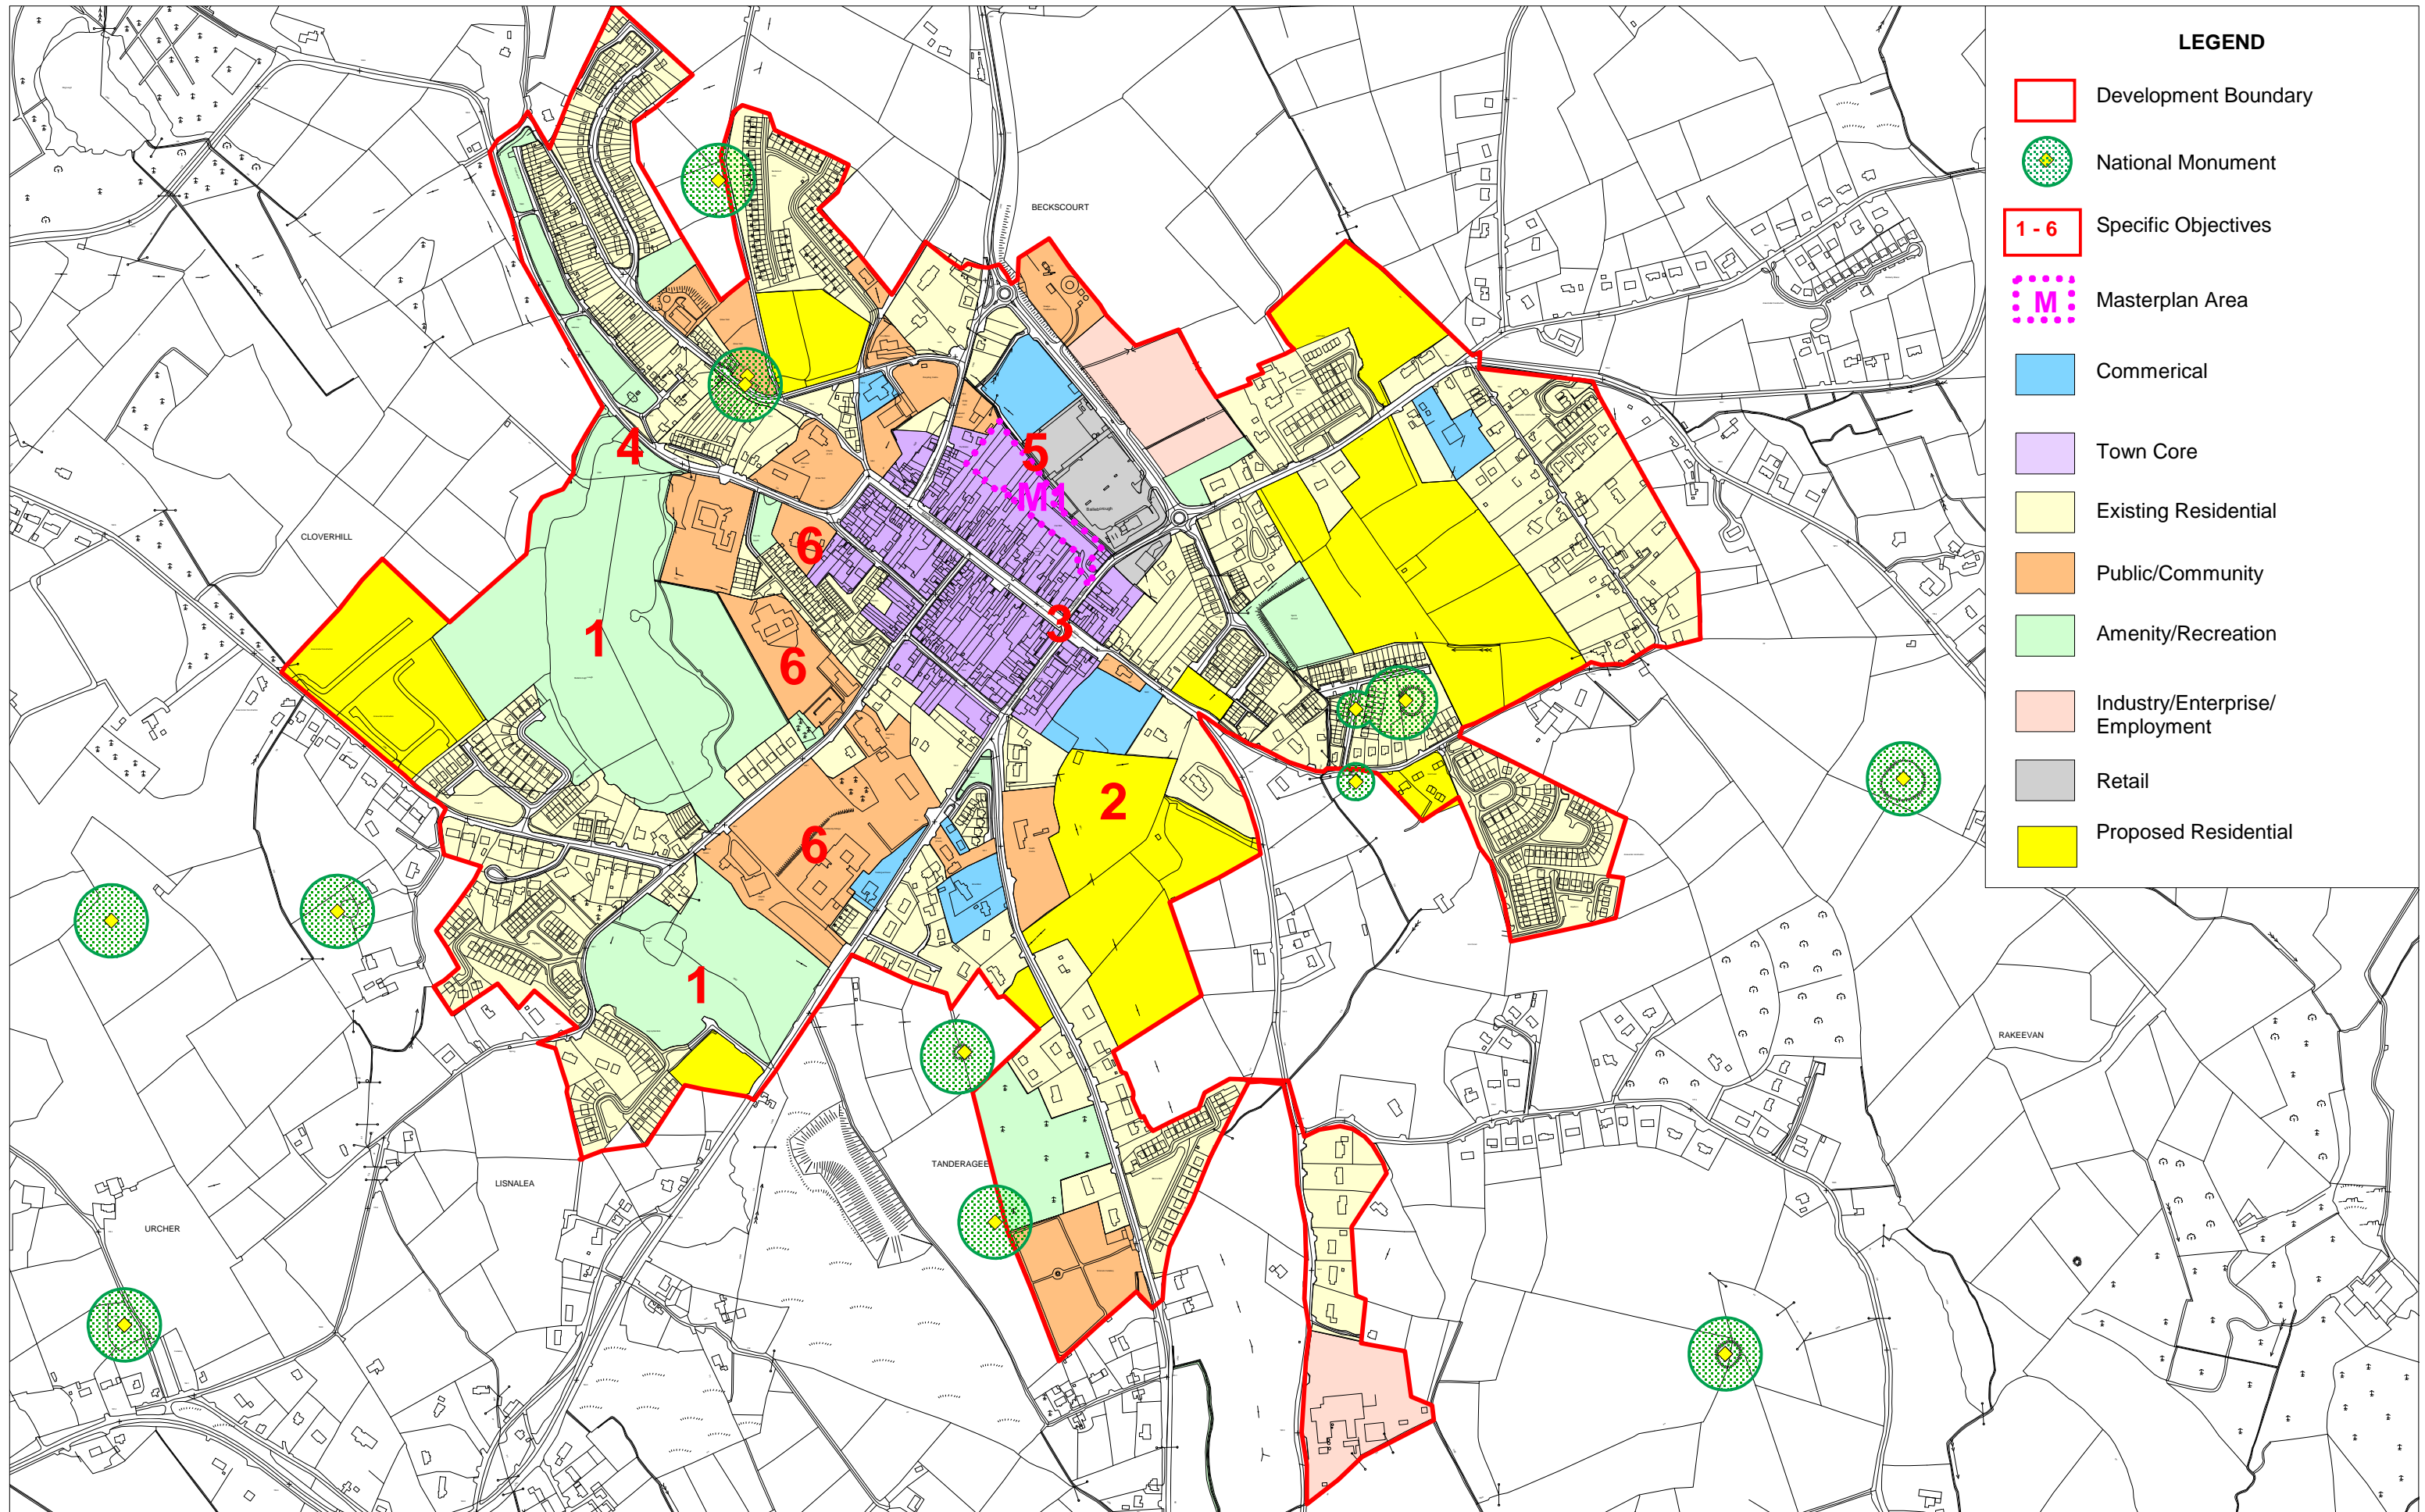 LEGEND
Development Boundary
National Monument
1 - 6
Specific Objectives
M
Masterplan Area
Commerical
Town Core
Existing Residential
Public/Community
Amenity/Recreation
Industry/Enterprise/
Employment
Retail
Proposed Residential
BECKSCOURT
4
5
M1
CLOVERHILL
6
1
3
6
2
6
1
RAKEEVAN
TANDERAGEE
LISNALEA
URCHER